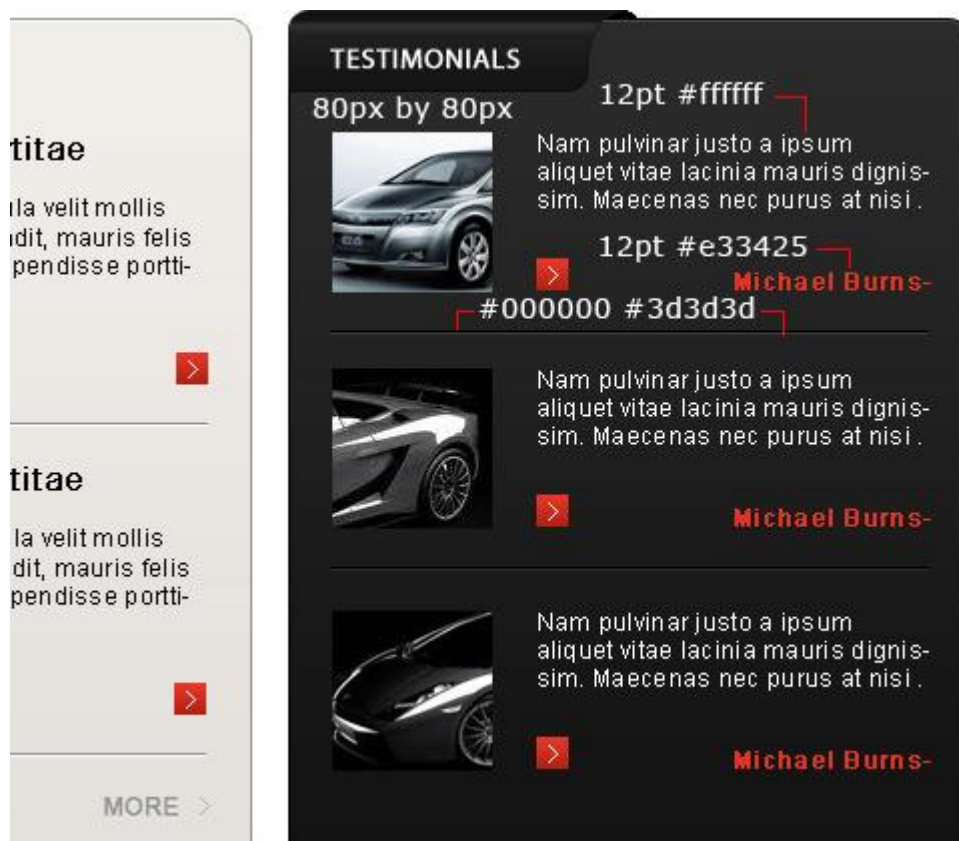 titae
ula velit mollis
dit, mauris felis
pendisse portti-
titae
la velit mollis
dit, mauris felis
pendisse portti-
MORE
TESTIMONIALS
80px by 80px
12pt #ffffff
Nam pulvinar justo a ipsum
aliquet vitae lacinia mauris dignis-
sim. Maecenas nec purus at nisi .
12pt #e33425
Michael Burns-
#000000 #3d3d3d
Nam pulvinar justo a ipsum
aliquet vitae lacinia mauris dignis-
sim. Maecenas nec purus at nisi .
Michael Burns-
Nam pulvinar justo a ipsum
aliquet vitae lacinia mauris dignis-
sim. Maecenas nec purus at nisi .
Michael Burns-